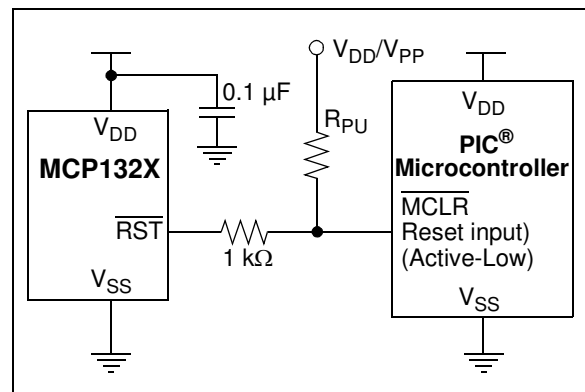 V_DD/V_PP
0.1 µF
V_DD
MCP132X
RST
V_SS
1 kΩ
R_PU
V_DD
PIC®
Microcontroller
MCLR
Reset input)
(Active-Low)
V_SS